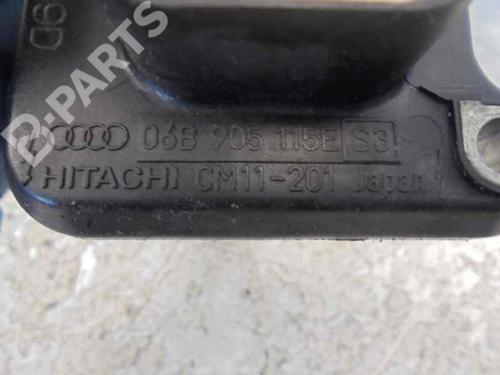 06B 905 115E S3
HITACHI CM11-201 Japan
B-PARTS